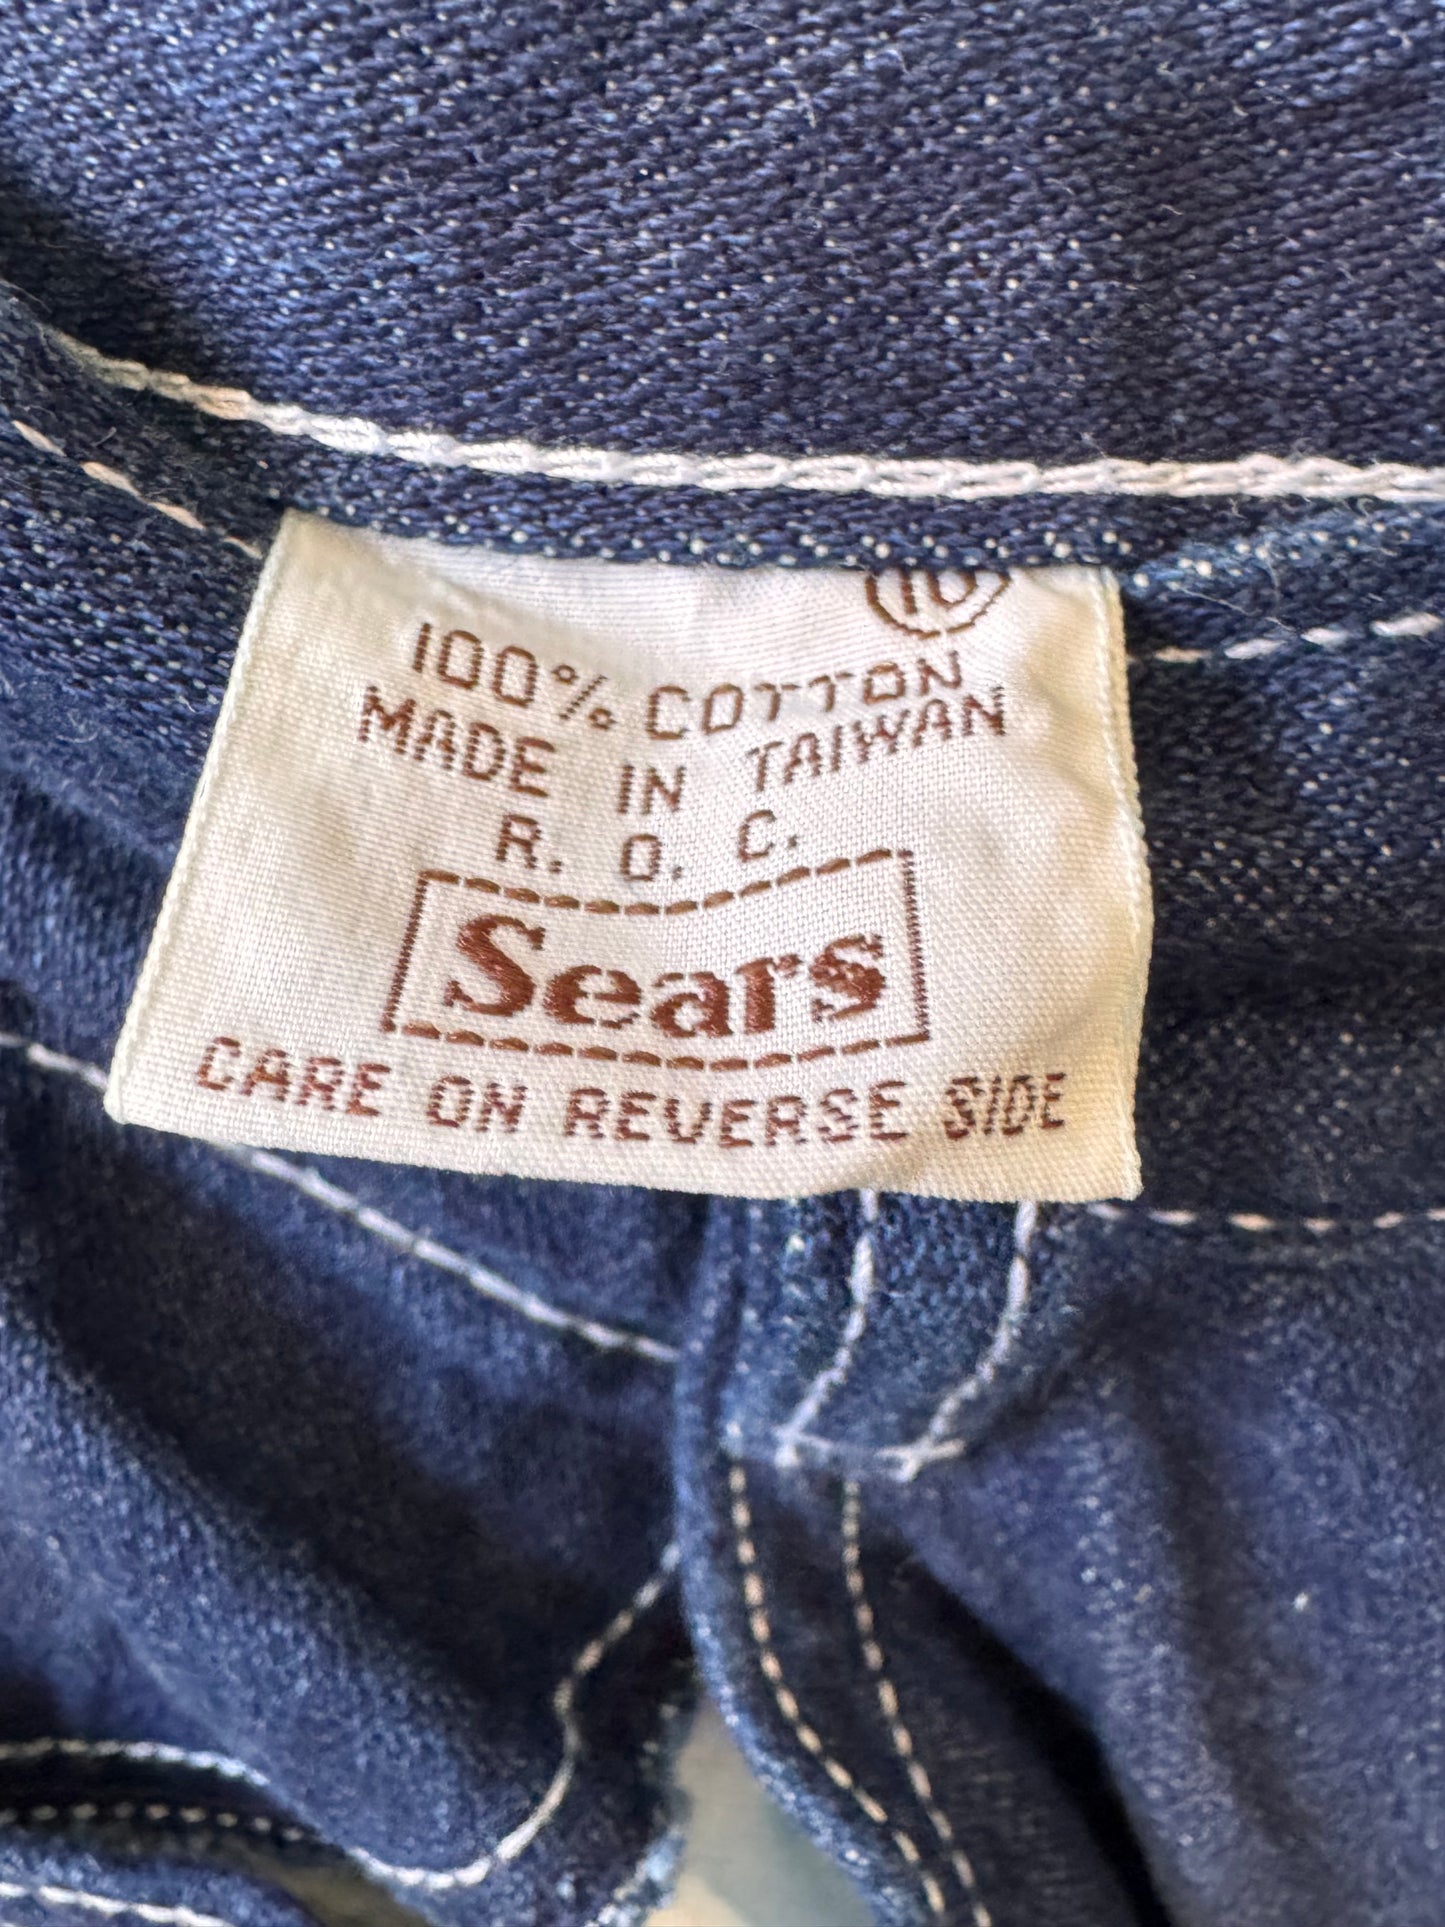 10
100% COTTON
MADE IN TAIWAN
R. O. C.
Sears
CARE ON REVERSE SIDE